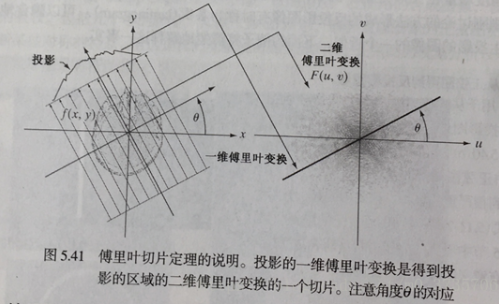 y
v
投影
二维
傅里叶变换
F(u, v)
f(x, y)
θ
θ
x
u
一维傅里叶变换
图 5.41 傅里叶切片定理的说明。投影的一维傅里叶变换是得到投
影的区域的二维傅里叶变换的一个切片。注意角度θ的对应